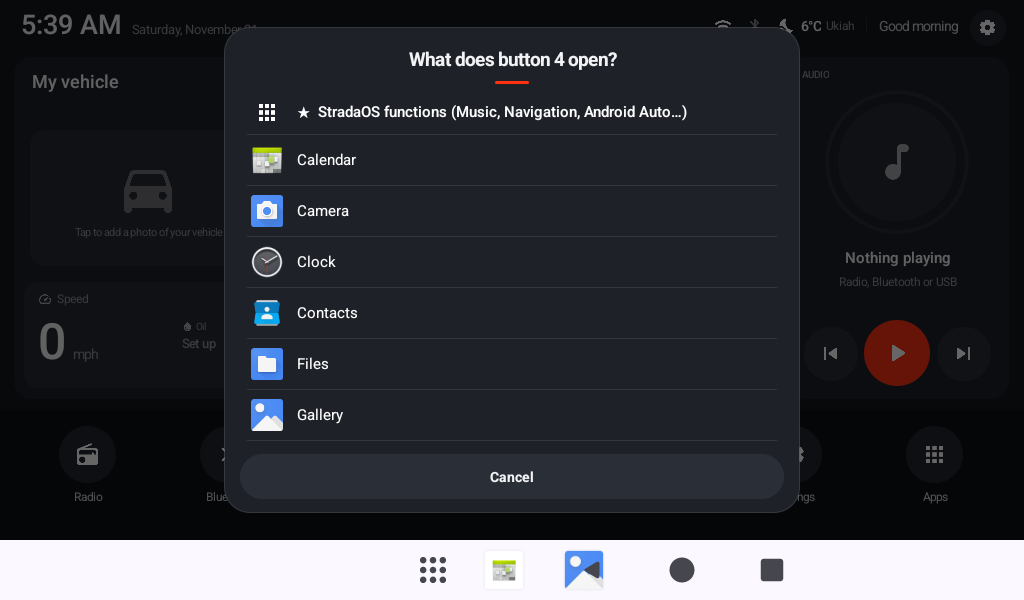 5:39 AM
Saturday, November
6°C
Ukiah
Good morning
My vehicle
What does button 4 open?
AUDIO
★ StradaOS functions (Music, Navigation, Android Auto…)
Calendar
Camera
Clock
Contacts
Files
Gallery
Cancel
Tap to add a photo of your vehicle
Speed
0 mph
Oil
Set up
Nothing playing
Radio, Bluetooth or USB
Radio
Blue
ngs
Apps